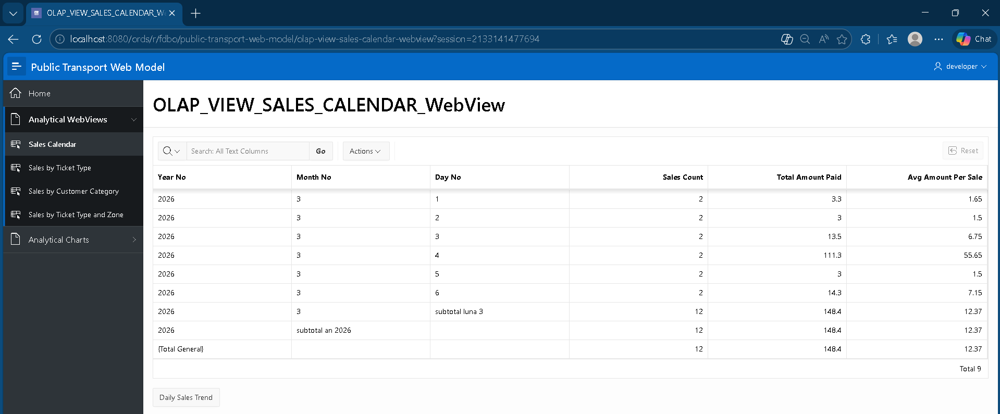 OLAP_VIEW_SALES_CALENDAR_W
localhost:8080/ords/r/fdbo/public-transport-web-model/olap-view-sales-calendar-webview?session=2133141477694
Chat
Public Transport Web Model
developer
Home
Analytical WebViews
Sales Calendar
Sales by Ticket Type
Sales by Customer Category
Sales by Ticket Type and Zone
Analytical Charts
OLAP_VIEW_SALES_CALENDAR_WebView
Search: All Text Columns Go Actions Reset
Year No Month No Day No Sales Count Total Amount Paid Avg Amount Per Sale
2026 3 1 2 3.3 1.65
2026 3 2 2 3 1.5
2026 3 3 2 13.5 6.75
2026 3 4 2 111.3 55.65
2026 3 5 2 3 1.5
2026 3 6 2 14.3 7.15
2026 3 subtotal luna 3 12 148.4 12.37
2026 subtotal an 2026 12 148.4 12.37
{Total General} 12 148.4 12.37
Total 9
Daily Sales Trend